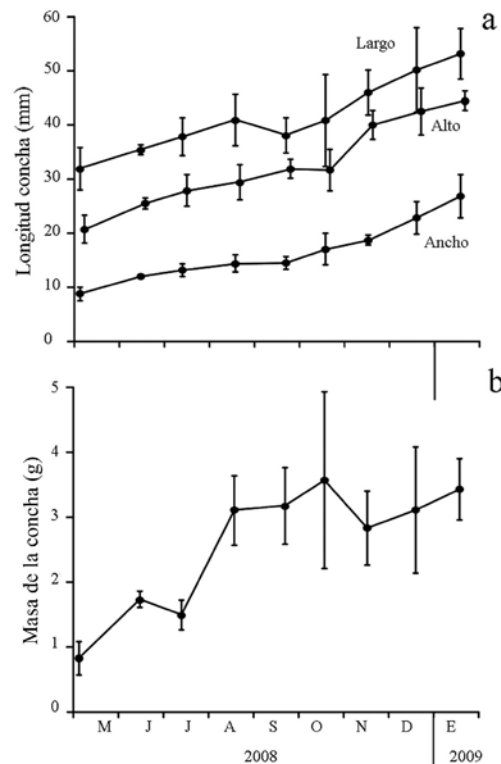 a
60
50
40
30
20
10
0
Longitud concha (mm)
Largo
Alto
Ancho
b
5
4
3
2
1
0
Masa de la concha (g)
M J J A S O N D E
2008 2009